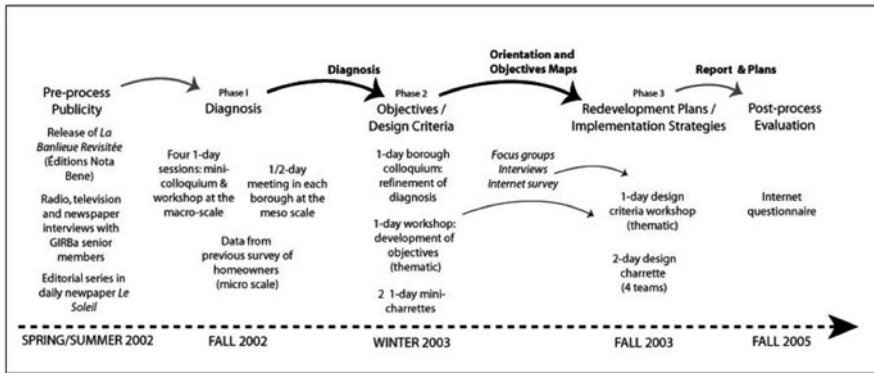 Pre-process
Publicity
Release of La
Banlieue Revisitée
(Éditions Nota
Bene)
Radio, television
and newspaper
interviews with
GIRBa senior
members
Editorial series in
daily newspaper Le
Soleil
Phase I
Diagnosis
Four 1-day
sessions: mini-
colloquium &
workshop at the
macro-scale
1/2-day
meeting in each
borough at the
meso scale
Data from
previous survey of
homeowners
(micro scale)
Diagnosis
Phase 2
Objectives /
Design Criteria
1-day borough
colloquium:
refinement of
diagnosis
1-day workshop:
development of
objectives
(thematic)
2 1-day mini-
charrettes
Orientation and
Objectives Maps
Focus groups
Interviews
Internet survey
Phase 3
Redevelopment Plans /
Implementation Strategies
1-day design
criteria workshop
(thematic)
2-day design
charrette
(4 teams)
Report & Plans
Post-process
Evaluation
Internet
questionnaire
SPRING/SUMMER 2002
FALL 2002
WINTER 2003
FALL 2003
FALL 2005